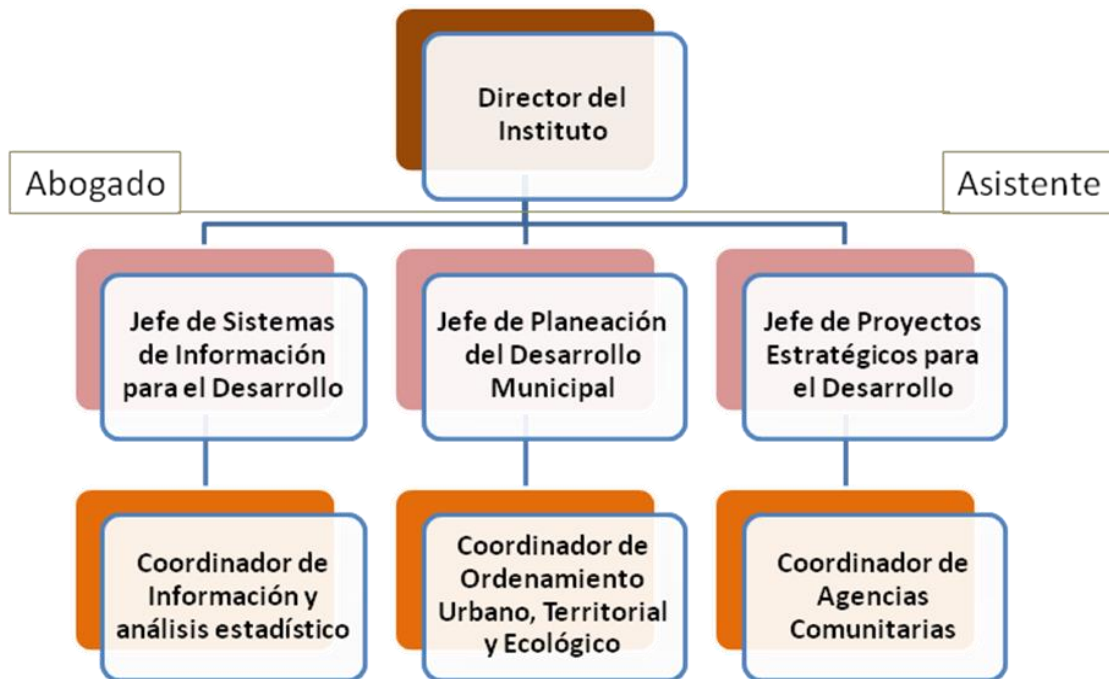 Director del
Instituto
Abogado
Asistente
Jefe de Sistemas
de Información
para el Desarrollo
Jefe de Planeación
del Desarrollo
Municipal
Jefe de Proyectos
Estratégicos para
el Desarrollo
Coordinador de
Información y
análisis estadístico
Coordinador de
Ordenamiento
Urbano, Territorial
y Ecológico
Coordinador de
Agencias
Comunitarias